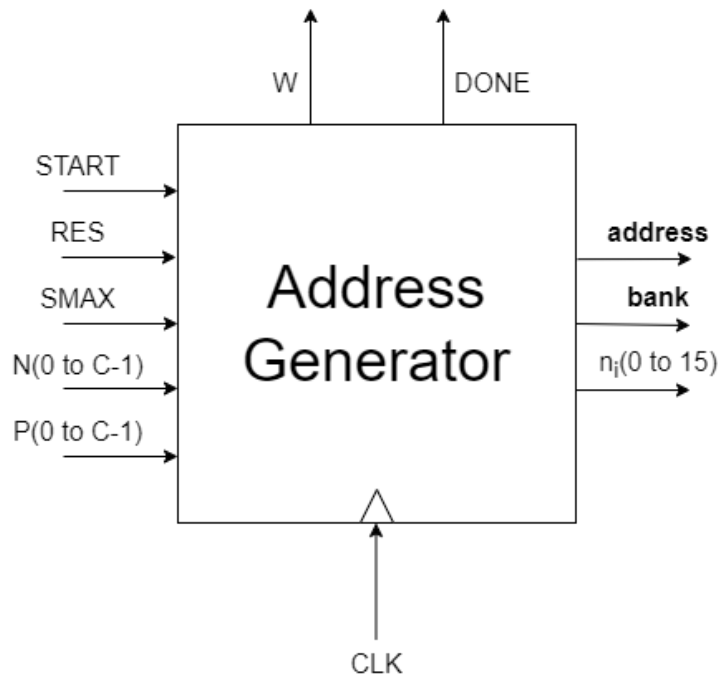 W
DONE
START
RES
SMAX
N(0 to C-1)
P(0 to C-1)
Address
Generator
address
bank
nᵢ(0 to 15)
CLK